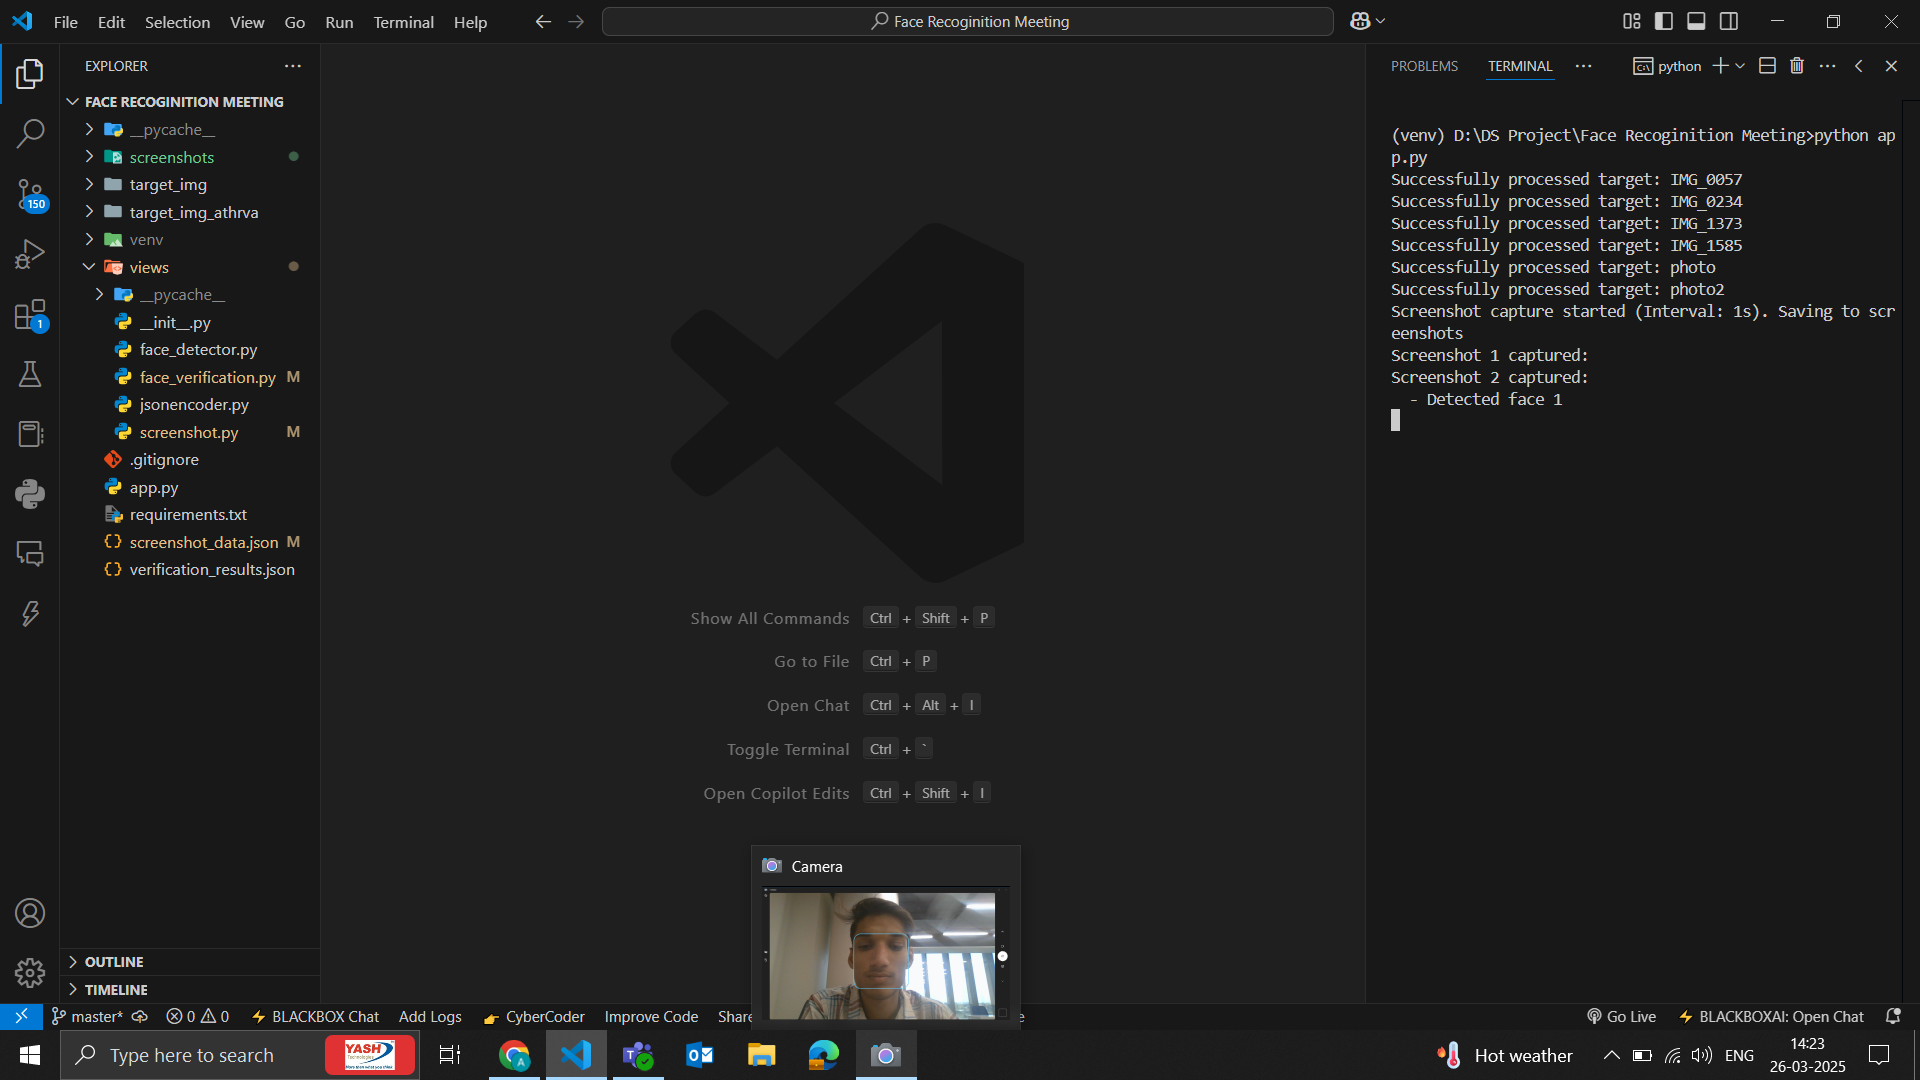 File Edit Selection View Go Run Terminal Help
Face Recoginition Meeting
EXPLORER
FACE RECOGINITION MEETING
__pycache__
screenshots
target_img
target_img_athrva
venv
views
__pycache__
__init__.py
face_detector.py
face_verification.py M
jsonencoder.py
screenshot.py M
.gitignore
app.py
requirements.txt
screenshot_data.json M
verification_results.json
OUTLINE
TIMELINE
150
1
Show All Commands Ctrl + Shift + P
Go to File Ctrl + P
Open Chat Ctrl + Alt + I
Toggle Terminal Ctrl + `
Open Copilot Edits Ctrl + Shift + I
Camera
PROBLEMS TERMINAL python
(venv) D:\DS Project\Face Recoginition Meeting>python ap
p.py
Successfully processed target: IMG_0057
Successfully processed target: IMG_0234
Successfully processed target: IMG_1373
Successfully processed target: IMG_1585
Successfully processed target: photo
Successfully processed target: photo2
Screenshot capture started (Interval: 1s). Saving to scr
eenshots
Screenshot 1 captured:
Screenshot 2 captured:
- Detected face 1
master* 0 0 BLACKBOX Chat Add Logs CyberCoder Improve Code Share Go Live BLACKBOXAI: Open Chat
Type here to search
YASH
Technologies
Hot weather
ENG
14:23
26-03-2025